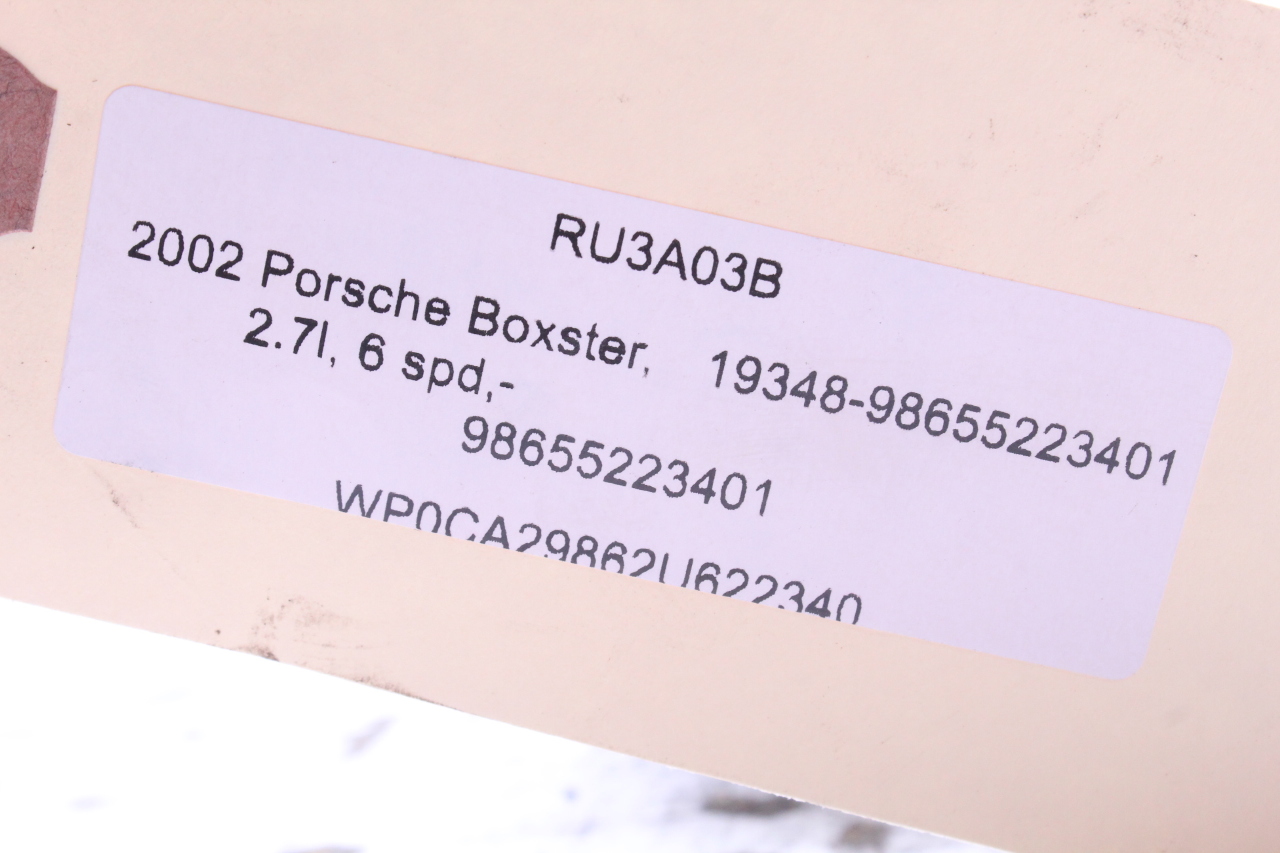 RU3A03B
2002 Porsche Boxster, 19348-98655223401
2.7l, 6 spd,-
98655223401
WP0CA29862U622340